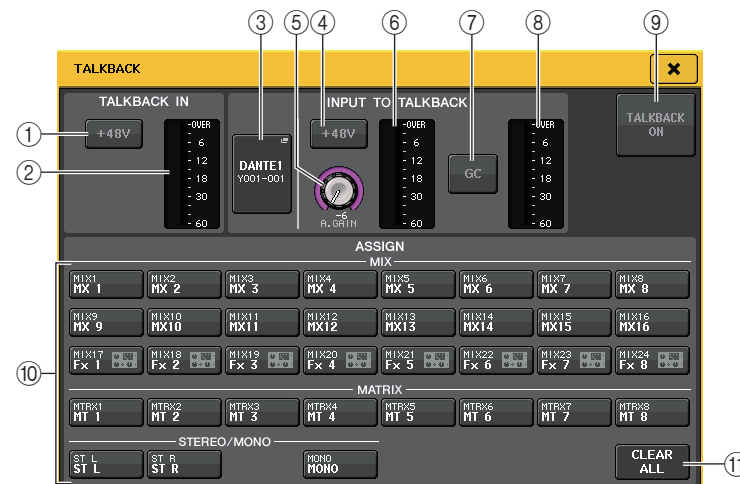 ③ ⑤ ④ ⑥ ⑦ ⑧ ⑨
TALKBACK
TALKBACK IN
INPUT TO TALKBACK
① +48V
②
OVER
6
12
18
30
60
DANTE1
Y001-001
+48V
-6
A.GAIN
OVER
6
12
18
30
60
GC
OVER
6
12
18
30
60
TALKBACK
ON
ASSIGN
MIX
MIX1 MIX2 MIX3 MIX4 MIX5 MIX6 MIX7 MIX8
MX 1 MX 2 MX 3 MX 4 MX 5 MX 6 MX 7 MX 8
MIX9 MIX10 MIX11 MIX12 MIX13 MIX14 MIX15 MIX16
MX 9 MX10 MX11 MX12 MX13 MX14 MX15 MX16
MIX17 MIX18 MIX19 MIX20 MIX21 MIX22 MIX23 MIX24
Fx 1 Fx 2 Fx 3 Fx 4 Fx 5 Fx 6 Fx 7 Fx 8
⑩
MATRIX
MTRX1 MTRX2 MTRX3 MTRX4 MTRX5 MTRX6 MTRX7 MTRX8
MT 1 MT 2 MT 3 MT 4 MT 5 MT 6 MT 7 MT 8
STEREO/MONO
ST L ST R MONO
ST L ST R MONO
CLEAR
ALL
⑪